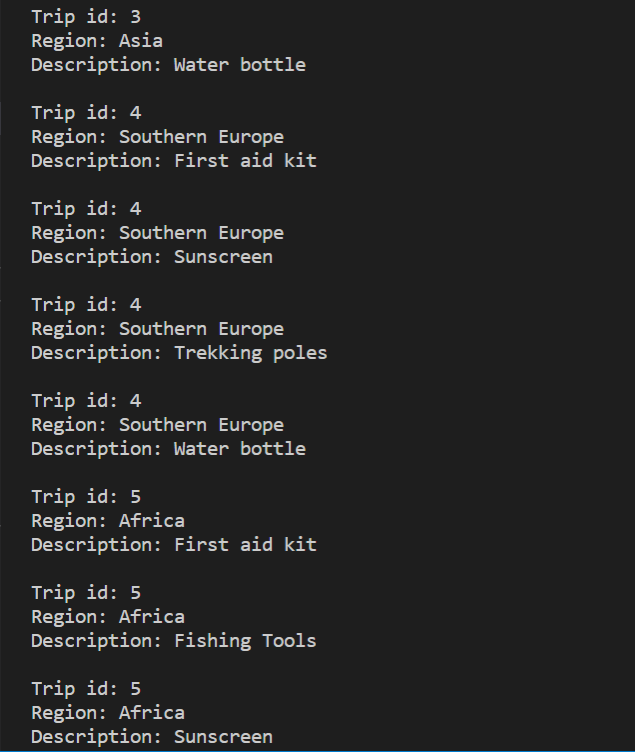 Trip id: 3
Region: Asia
Description: Water bottle
Trip id: 4
Region: Southern Europe
Description: First aid kit
Trip id: 4
Region: Southern Europe
Description: Sunscreen
Trip id: 4
Region: Southern Europe
Description: Trekking poles
Trip id: 4
Region: Southern Europe
Description: Water bottle
Trip id: 5
Region: Africa
Description: First aid kit
Trip id: 5
Region: Africa
Description: Fishing Tools
Trip id: 5
Region: Africa
Description: Sunscreen